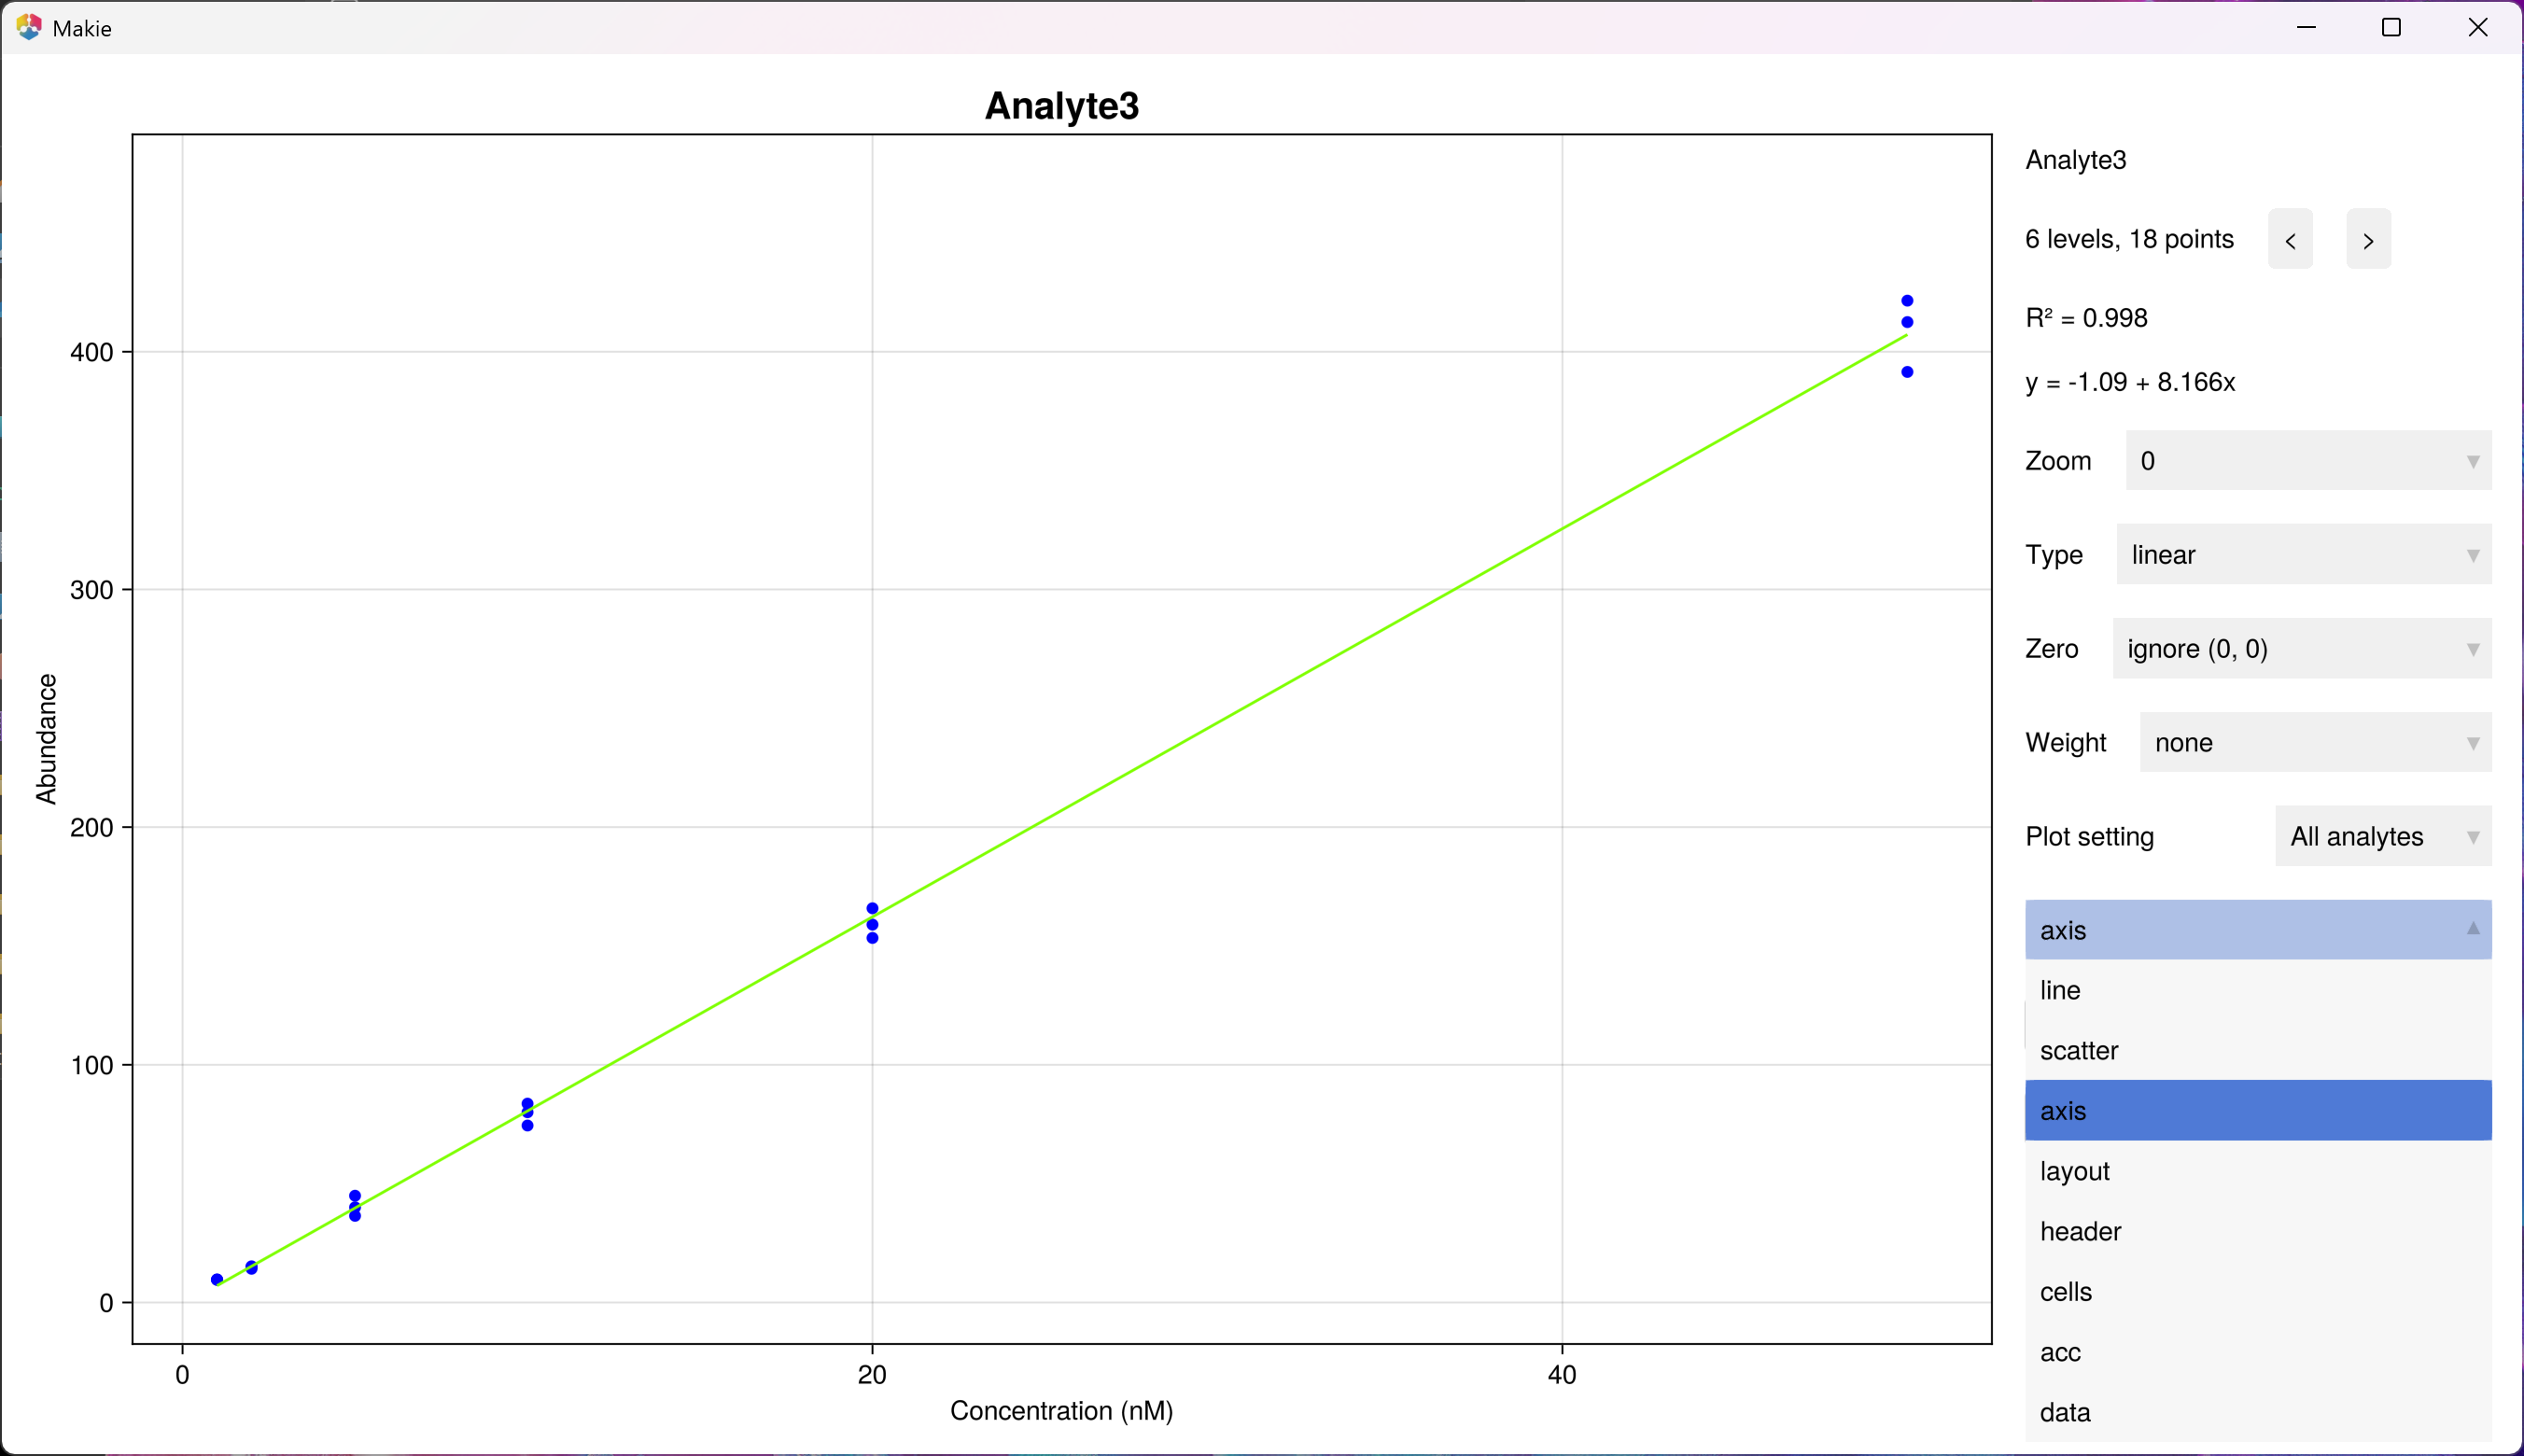 Makie
Analyte3
Abundance
400
300
200
100
0
0 20 40
Concentration (nM)
Analyte3
6 levels, 18 points < >
R² = 0.998
y = -1.09 + 8.166x
Zoom 0
Type linear
Zero ignore (0, 0)
Weight none
Plot setting All analytes
axis
line
scatter
axis
layout
header
cells
acc
data